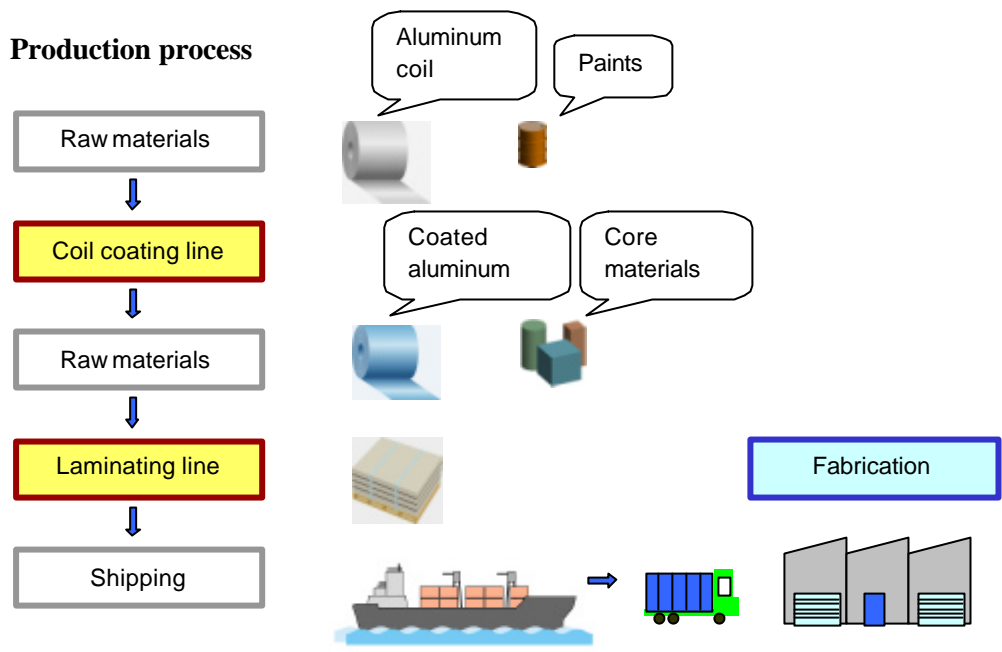 Production process
Aluminum
coil
Paints
Raw materials
Coil coating line
Coated
aluminum
Core
materials
Raw materials
Laminating line
Fabrication
Shipping